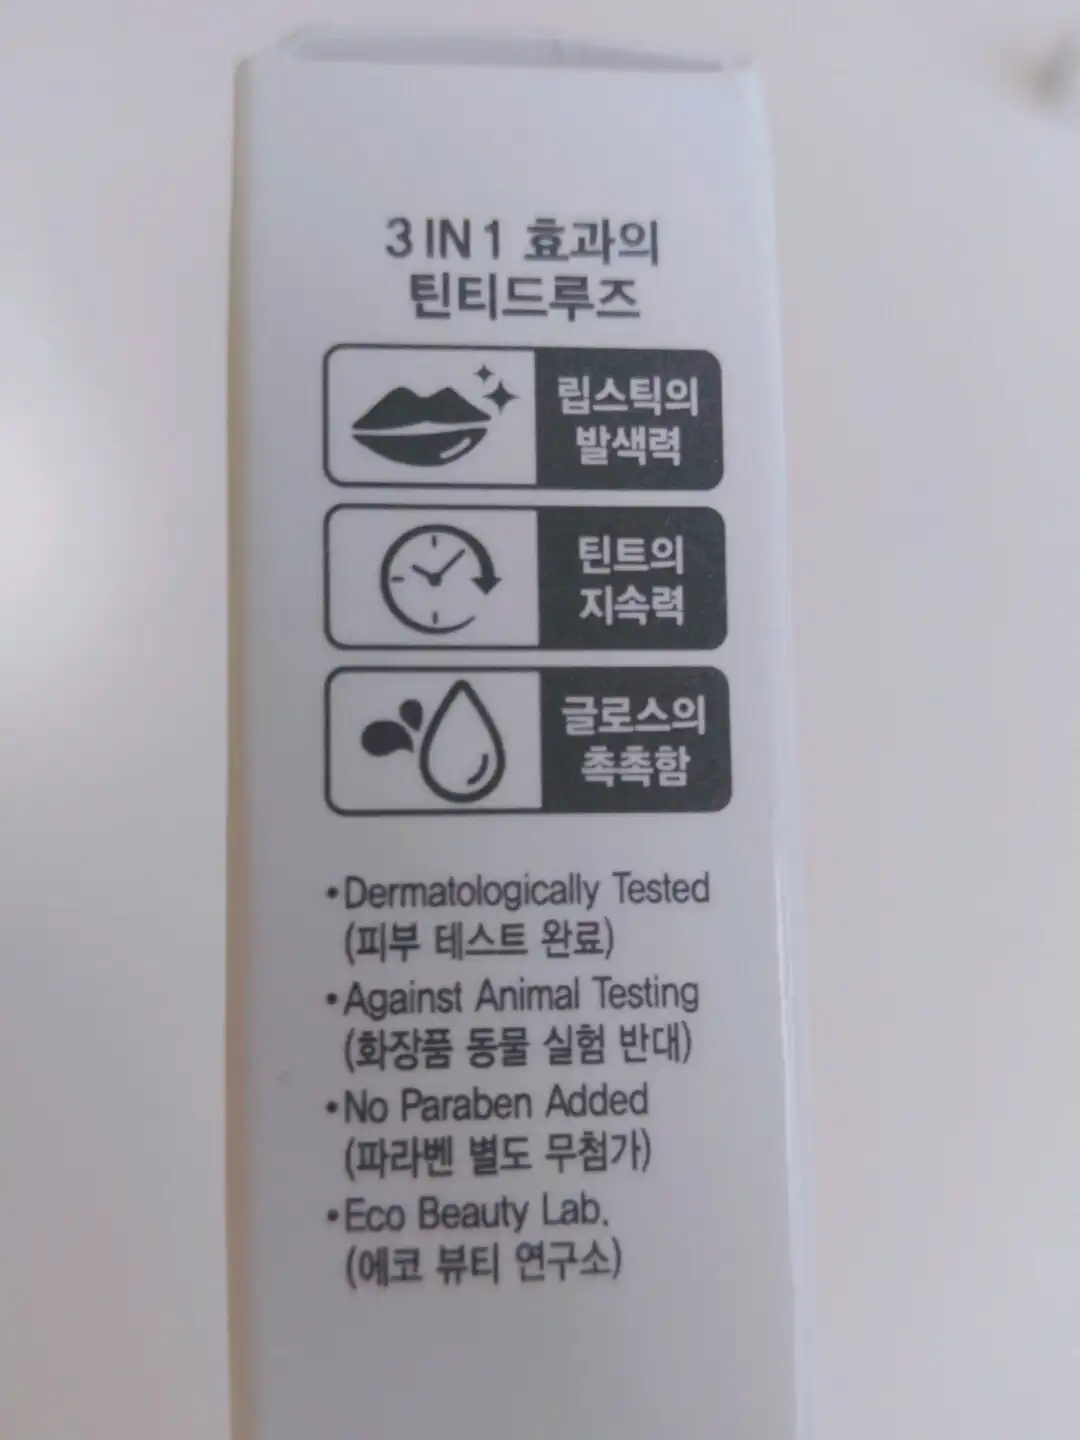 3 IN 1 효과의
틴티드루즈
립스틱의
발색력
틴트의
지속력
글로스의
촉촉함
•Dermatologically Tested
(피부 테스트 완료)
•Against Animal Testing
(화장품 동물 실험 반대)
•No Paraben Added
(파라벤 별도 무첨가)
•Eco Beauty Lab.
(에코 뷰티 연구소)